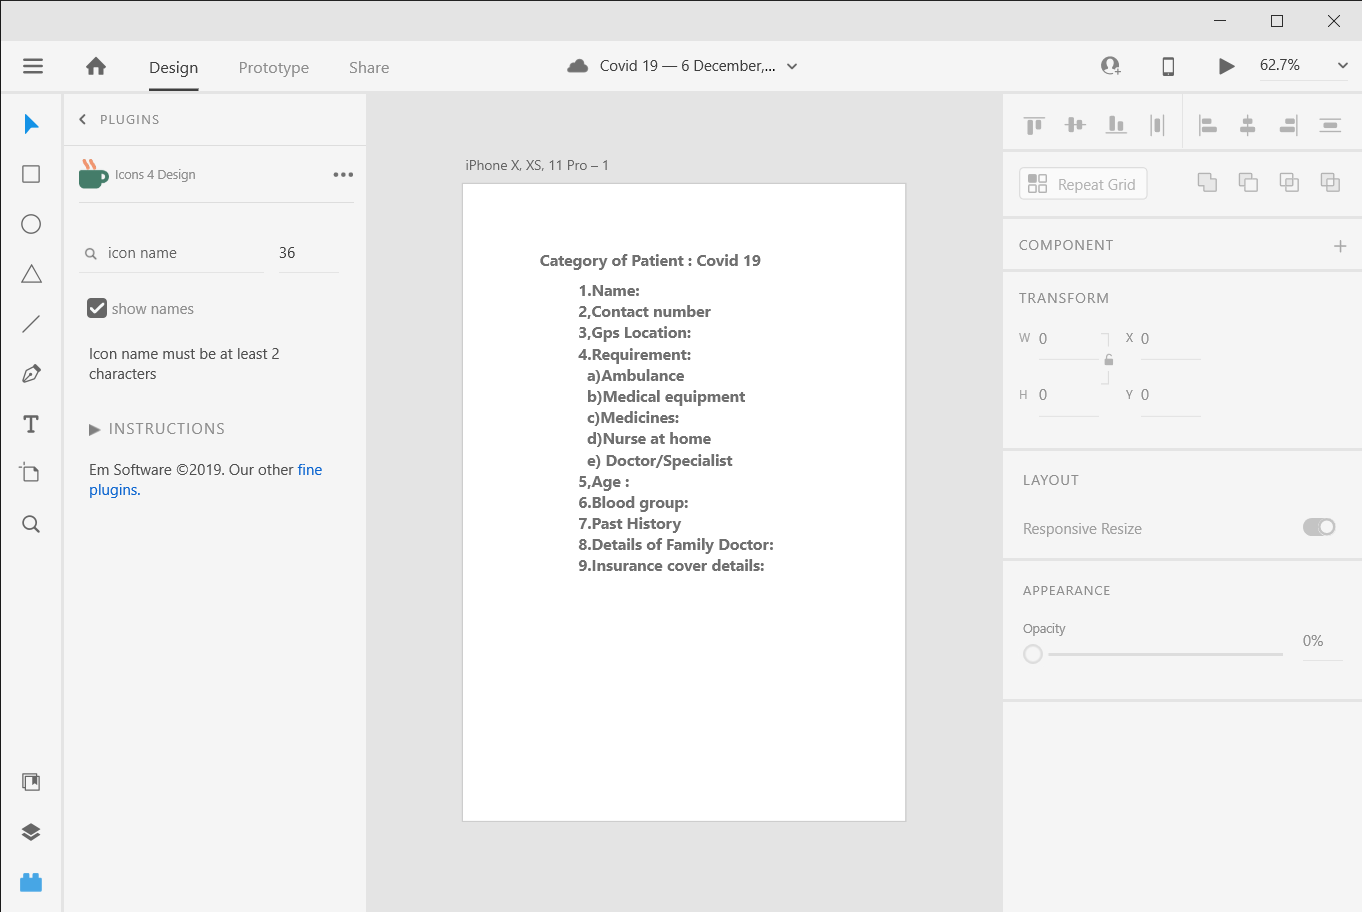 Design
Prototype
Share
Covid 19 — 6 December,...
62.7%
PLUGINS
Icons 4 Design
icon name
36
show names
Icon name must be at least 2
characters
INSTRUCTIONS
Em Software ©2019. Our other fine
plugins.
iPhone X, XS, 11 Pro – 1
Category of Patient : Covid 19
1.Name:
2,Contact number
3,Gps Location:
4.Requirement:
a)Ambulance
b)Medical equipment
c)Medicines:
d)Nurse at home
e) Doctor/Specialist
5,Age :
6.Blood group:
7.Past History
8.Details of Family Doctor:
9.Insurance cover details:
Repeat Grid
COMPONENT
TRANSFORM
W 0
X 0
H 0
Y 0
LAYOUT
Responsive Resize
APPEARANCE
Opacity
0%